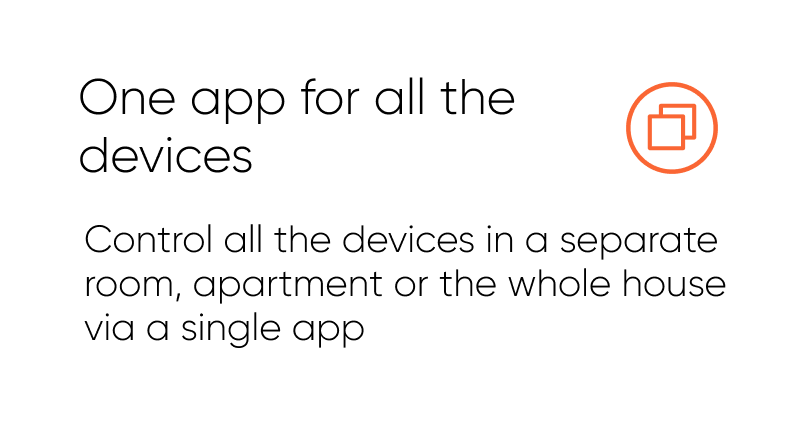 One app for all the
devices
Control all the devices in a separate
room, apartment or the whole house
via a single app